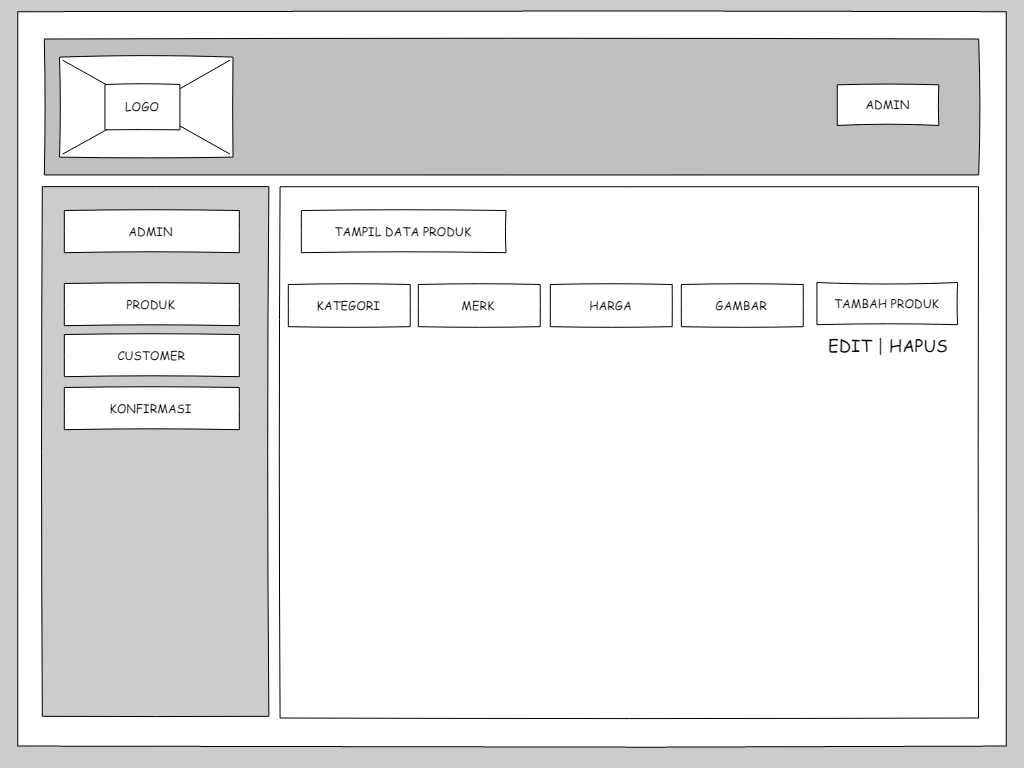 LOGO
ADMIN
ADMIN
PRODUK
CUSTOMER
KONFIRMASI
TAMPIL DATA PRODUK
KATEGORI
MERK
HARGA
GAMBAR
TAMBAH PRODUK
EDIT | HAPUS